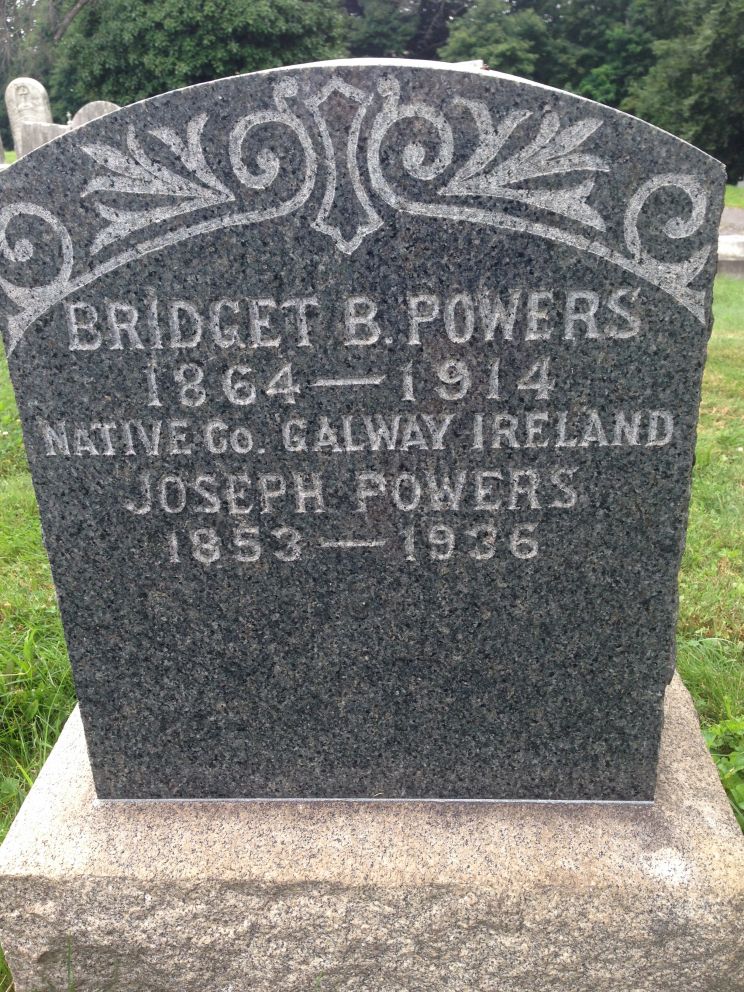 BRIDGET B. POWERS
1864 — 1914
NATIVE CO. GALWAY IRELAND
JOSEPH POWERS
1853 — 1936